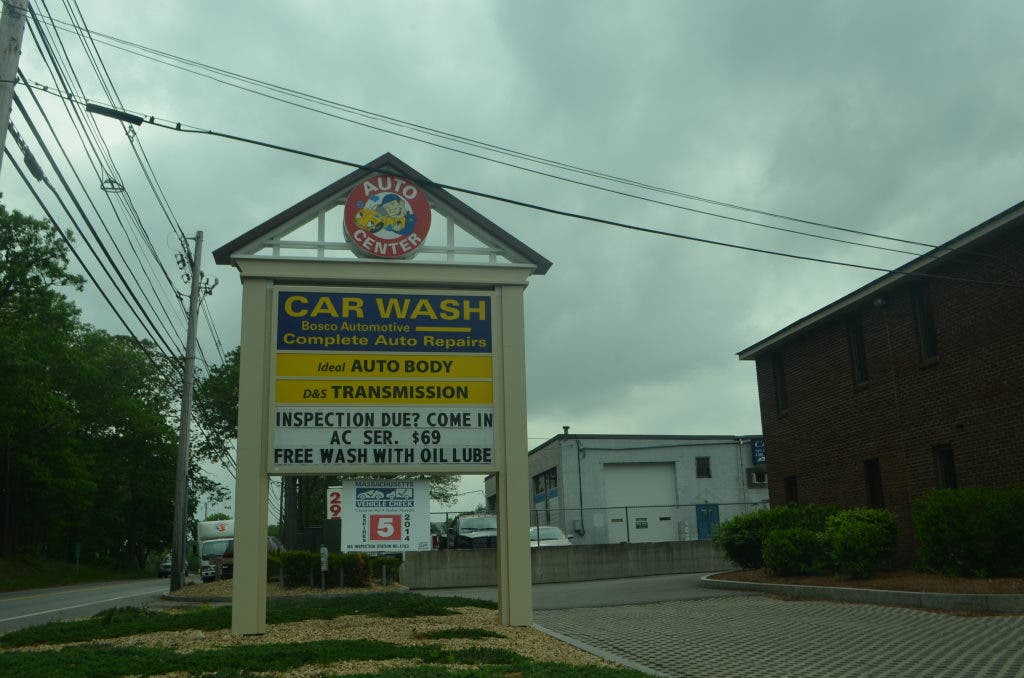 AUTO
CENTER
CAR WASH
Bosco Automotive
Complete Auto Repairs
Ideal AUTO BODY
D&S TRANSMISSION
INSPECTION DUE? COME IN
AC SER. $69
FREE WASH WITH OIL LUBE
29
MASSACHUSETTS
VEHICLE CHECK
5
2014